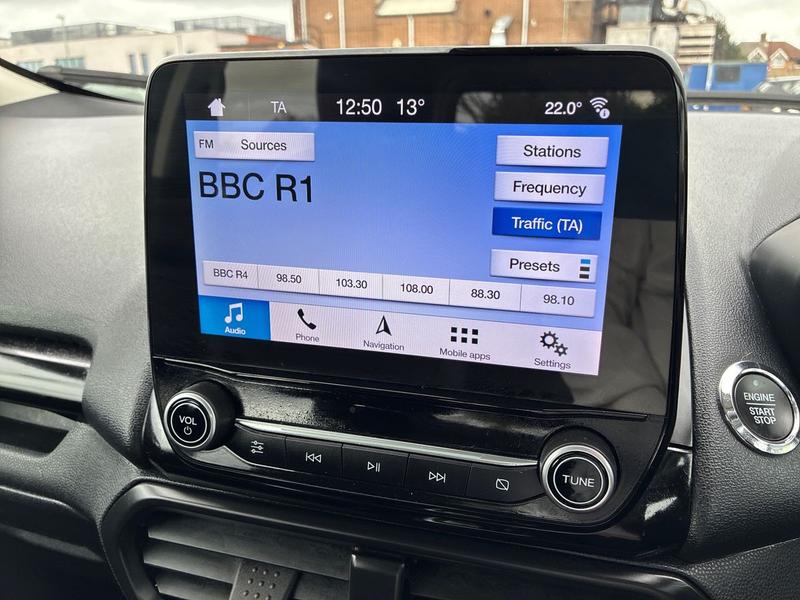 TA 12:50 13° 22.0°
FM Sources
Stations
BBC R1
Frequency
Traffic (TA)
Presets
BBC R4 98.50 103.30 108.00 88.30 98.10
Audio Phone Navigation Mobile apps Settings
ENGINE
START
STOP
VOL
TUNE